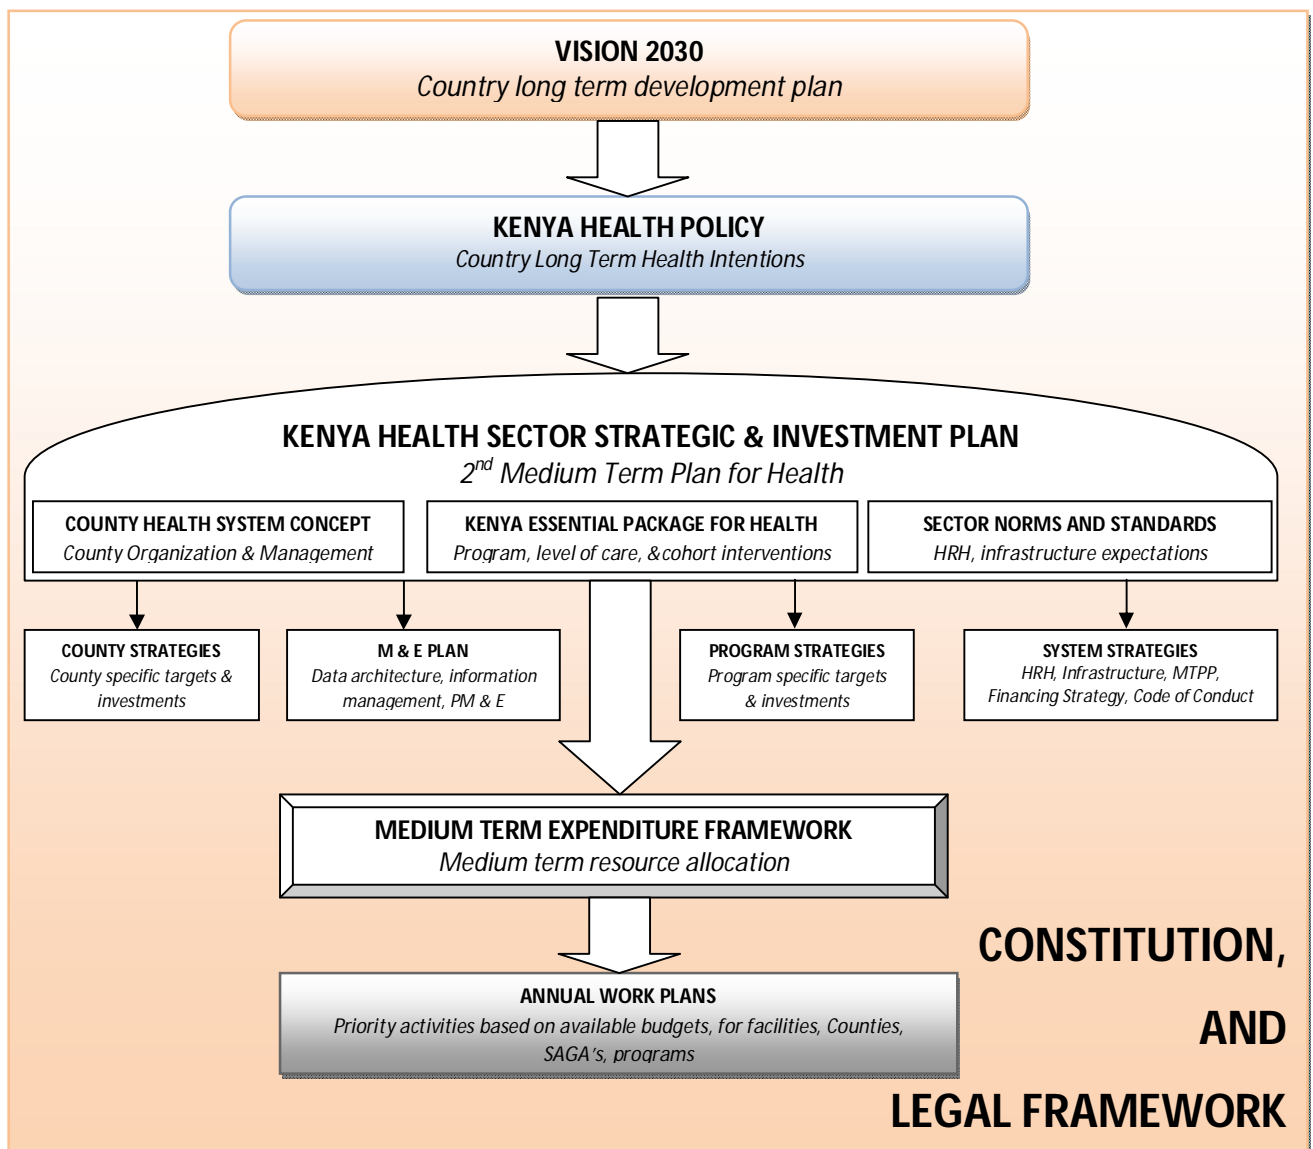 VISION 2030
Country long term development plan
KENYA HEALTH POLICY
Country Long Term Health Intentions
KENYA HEALTH SECTOR STRATEGIC & INVESTMENT PLAN
2nd Medium Term Plan for Health
COUNTY HEALTH SYSTEM CONCEPT
County Organization & Management
KENYA ESSENTIAL PACKAGE FOR HEALTH
Program, level of care, &cohort interventions
SECTOR NORMS AND STANDARDS
HRH, infrastructure expectations
COUNTY STRATEGIES
County specific targets &
investments
M & E PLAN
Data architecture, information
management, PM & E
PROGRAM STRATEGIES
Program specific targets
& investments
SYSTEM STRATEGIES
HRH, Infrastructure, MTPP,
Financing Strategy, Code of Conduct
MEDIUM TERM EXPENDITURE FRAMEWORK
Medium term resource allocation
ANNUAL WORK PLANS
Priority activities based on available budgets, for facilities, Counties,
SAGA's, programs
CONSTITUTION,
AND
LEGAL FRAMEWORK